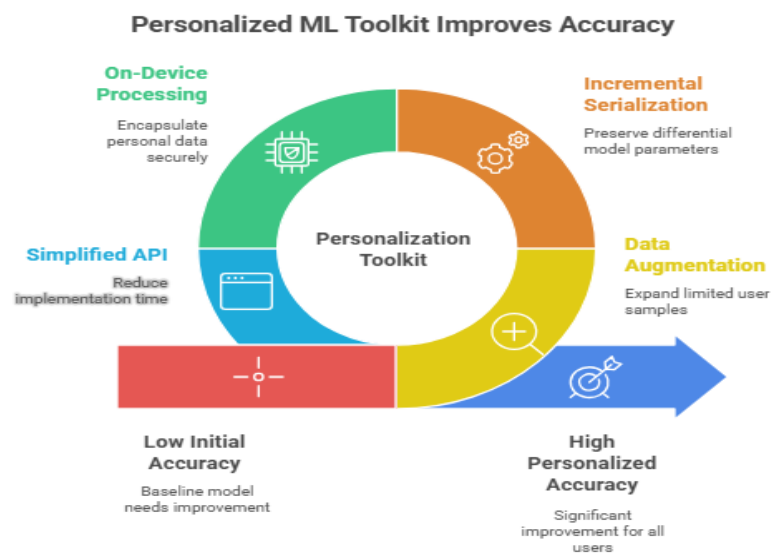 Personalized ML Toolkit Improves Accuracy
On-Device
Processing
Encapsulate
personal data
securely
Incremental
Serialization
Preserve differential
model parameters
Personalization
Toolkit
Simplified API
Reduce
implementation time
Data
Augmentation
Expand limited user
samples
Low Initial
Accuracy
Baseline model
needs improvement
High
Personalized
Accuracy
Significant
improvement for all
users